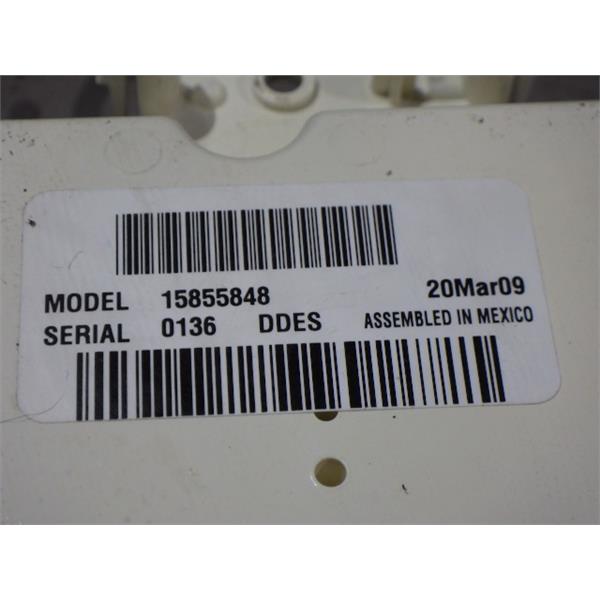 MODEL 15855848 20Mar09
SERIAL 0136 DDES ASSEMBLED IN MEXICO